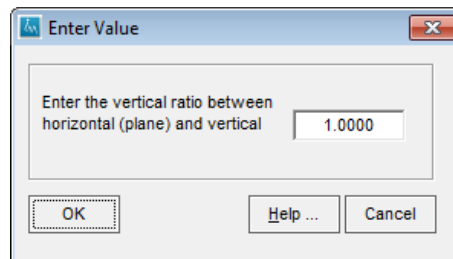 Enter Value
Enter the vertical ratio between
horizontal (plane) and vertical
1.0000
OK
Help ...
Cancel